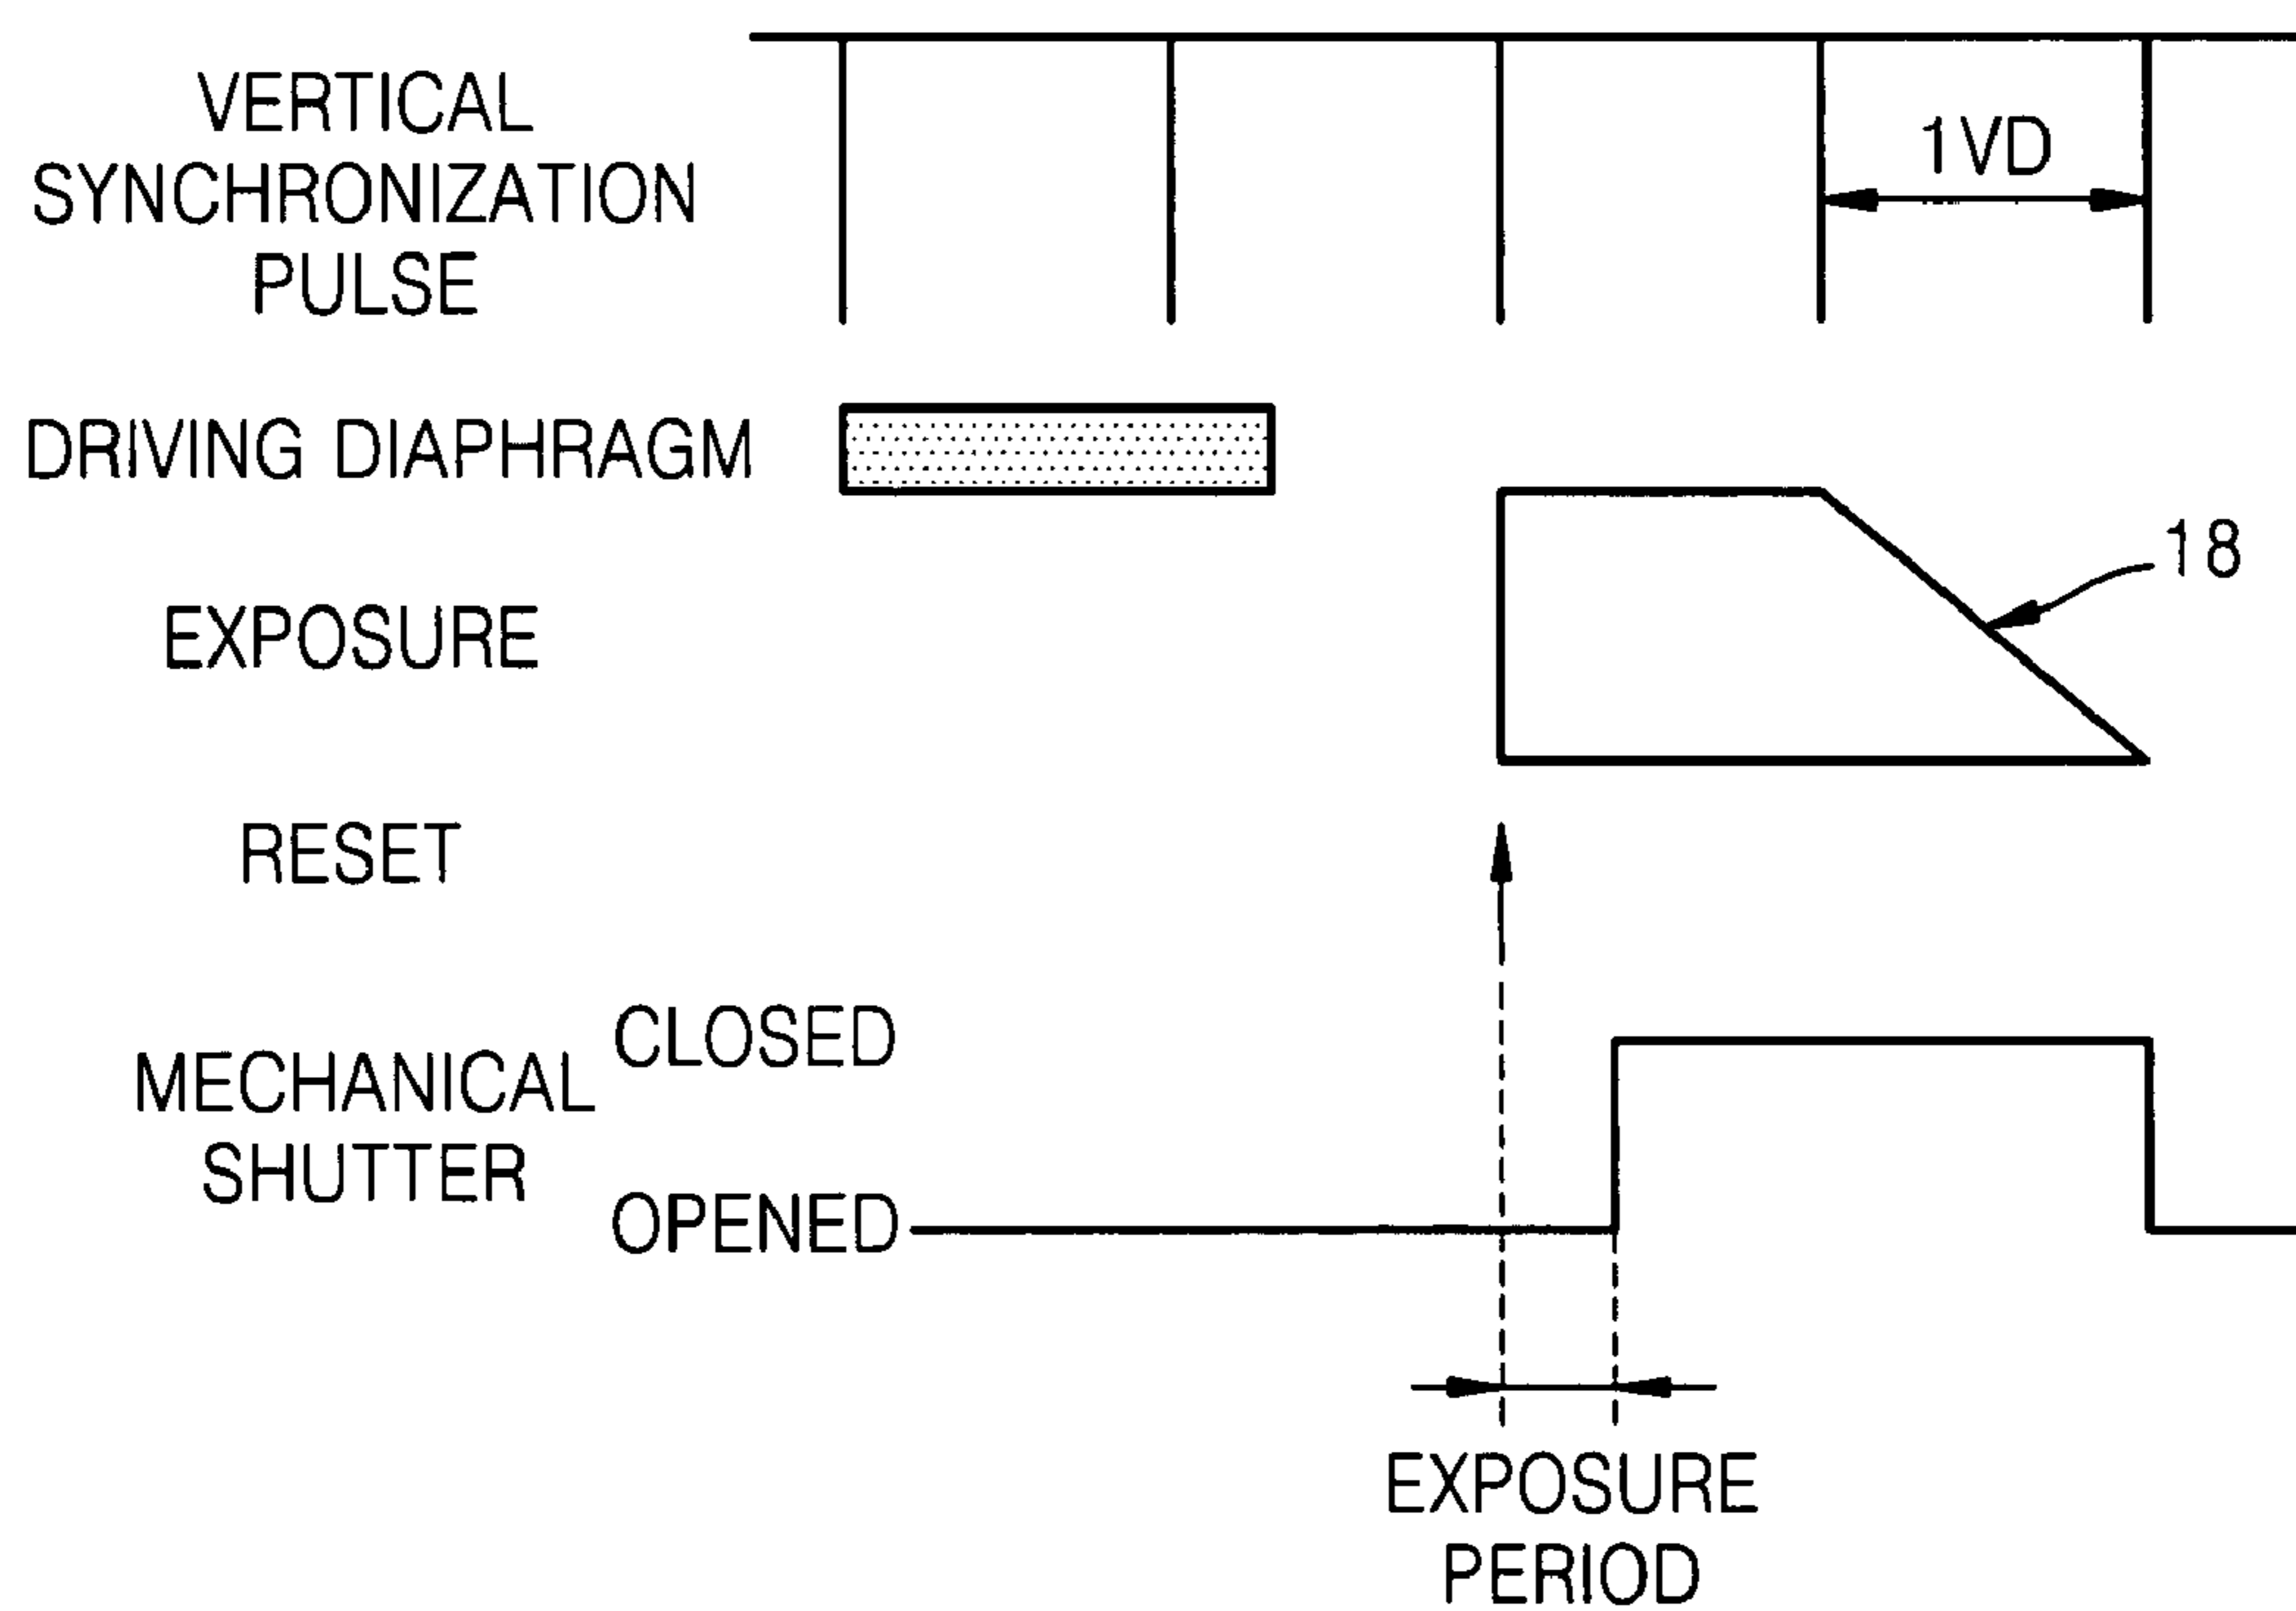 VERTICAL
SYNCHRONIZATION
PULSE
1VD
DRIVING DIAPHRAGM
18
EXPOSURE
RESET
CLOSED
MECHANICAL
SHUTTER
OPENED
EXPOSURE
PERIOD